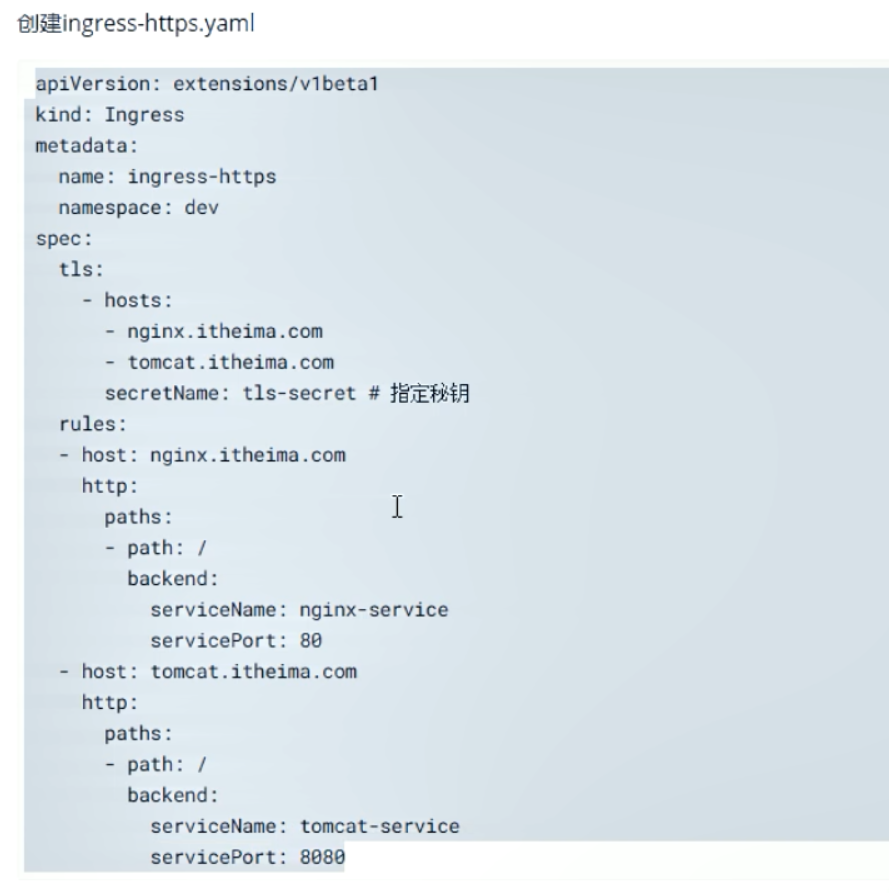 创建ingress-https.yaml
apiVersion: extensions/v1beta1
kind: Ingress
metadata:
  name: ingress-https
  namespace: dev
spec:
  tls:
    - hosts:
      - nginx.itheima.com
      - tomcat.itheima.com
      secretName: tls-secret # 指定秘钥
  rules:
  - host: nginx.itheima.com
    http:
      paths:
      - path: /
        backend:
          serviceName: nginx-service
          servicePort: 80
  - host: tomcat.itheima.com
    http:
      paths:
      - path: /
        backend:
          serviceName: tomcat-service
          servicePort: 8080